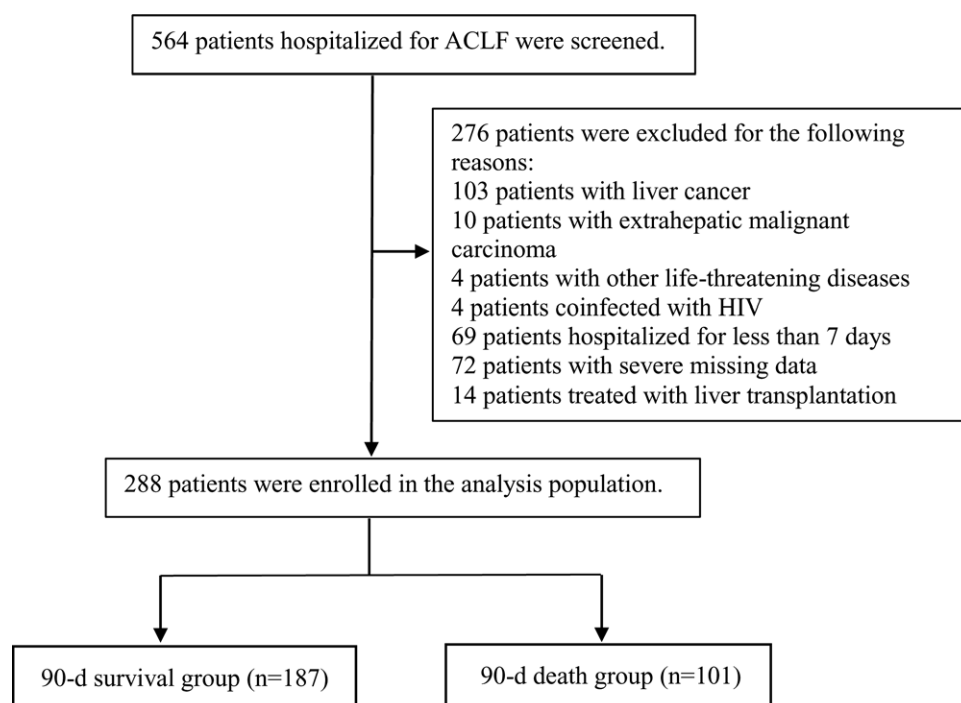 564 patients hospitalized for ACLF were screened.
276 patients were excluded for the following
reasons:
103 patients with liver cancer
10 patients with extrahepatic malignant
carcinoma
4 patients with other life-threatening diseases
4 patients coinfected with HIV
69 patients hospitalized for less than 7 days
72 patients with severe missing data
14 patients treated with liver transplantation
288 patients were enrolled in the analysis population.
90-d survival group (n=187)
90-d death group (n=101)